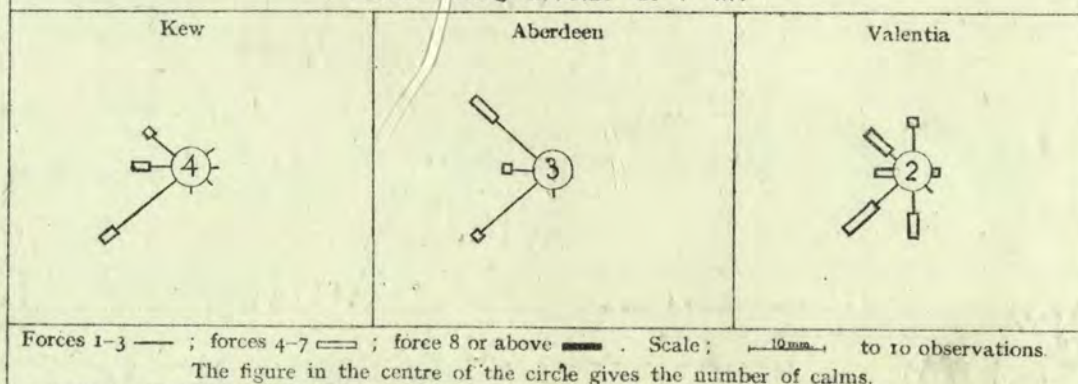 Kew Aberdeen Valentia
4 3 2
Forces 1-3 ; forces 4-7 ; force 8 or above . Scale ; 10 mm. to 10 observations.
The figure in the centre of the circle gives the number of calms.